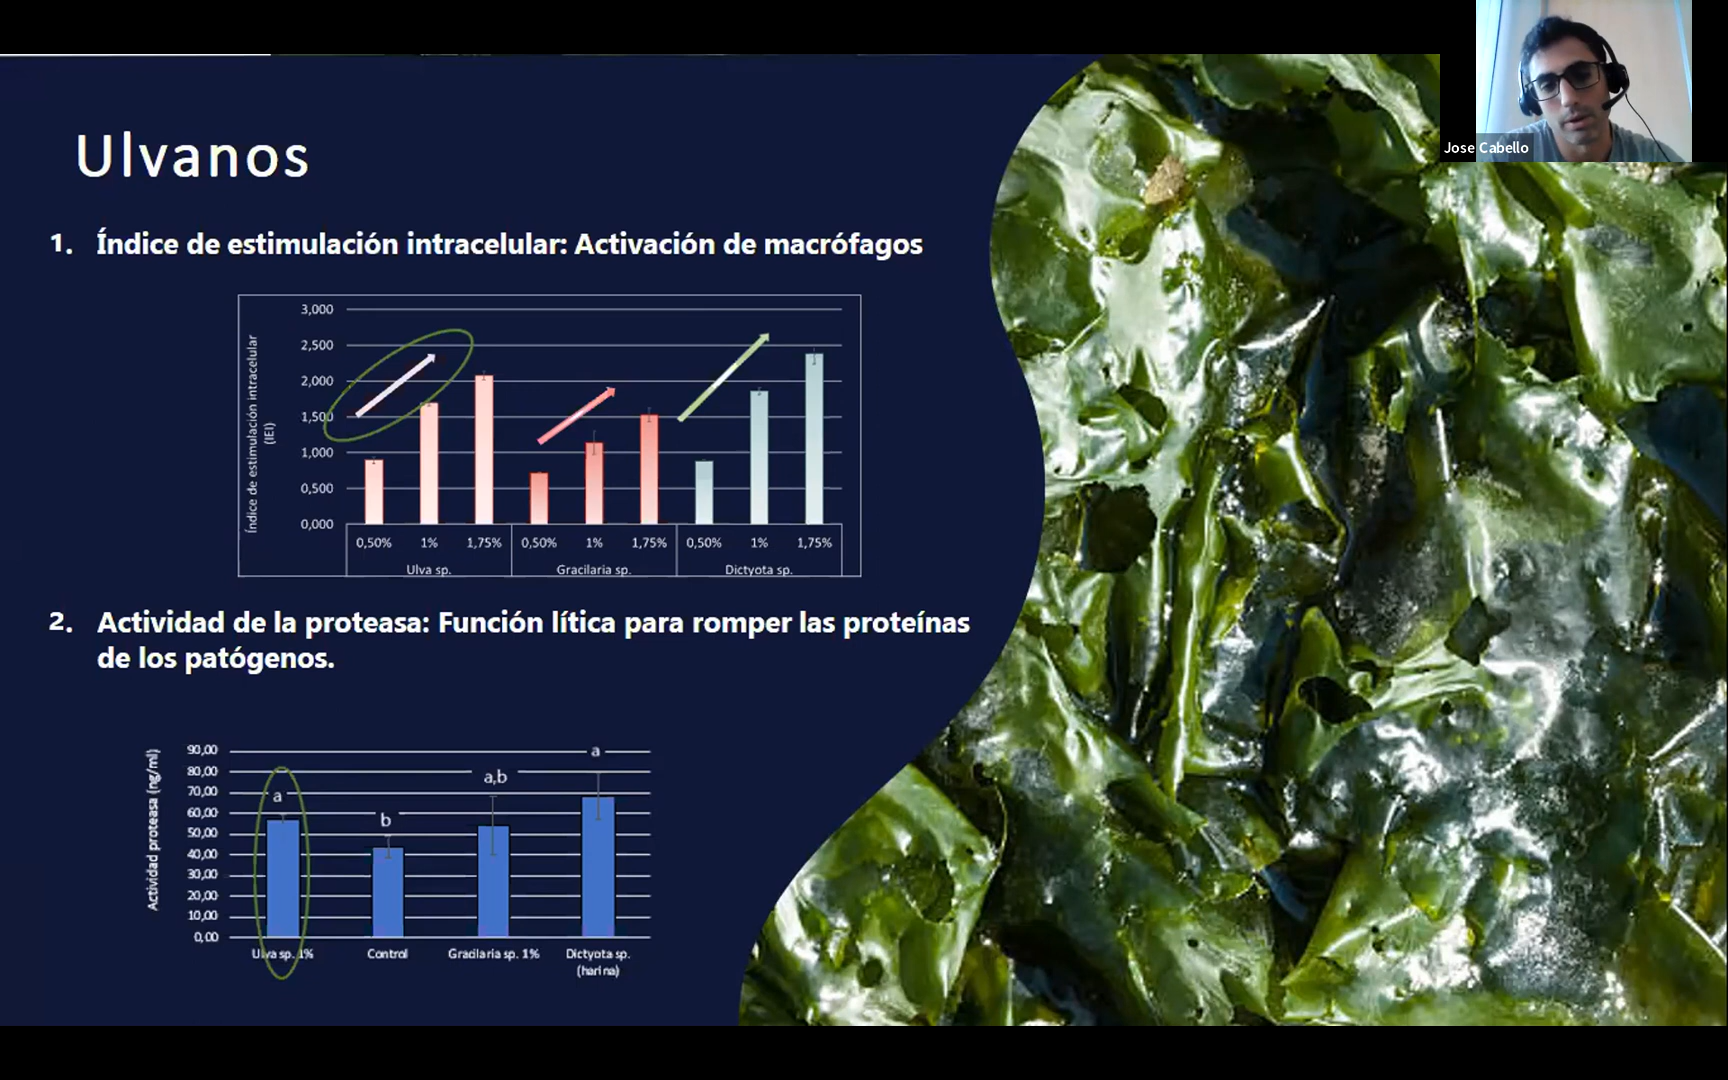 Jose Cabello
Ulvanos
1. Índice de estimulación intracelular: Activación de macrófagos
Índice de estimulación intracelular
(IEI)
3,000
2,500
2,000
1,500
1,000
0,500
0,000
0,50% 1% 1,75% 0,50% 1% 1,75% 0,50% 1% 1,75%
Ulva sp. Gracilaria sp. Dictyota sp.
2. Actividad de la proteasa: Función lítica para romper las proteínas
de los patógenos.
Actividad proteasa (ng/ml)
90,00
80,00
70,00
60,00
50,00
40,00
30,00
20,00
10,00
0,00
a b a,b a
Ulva sp. 1% Control Gracilaria sp. 1% Dictyota sp.
(harina)